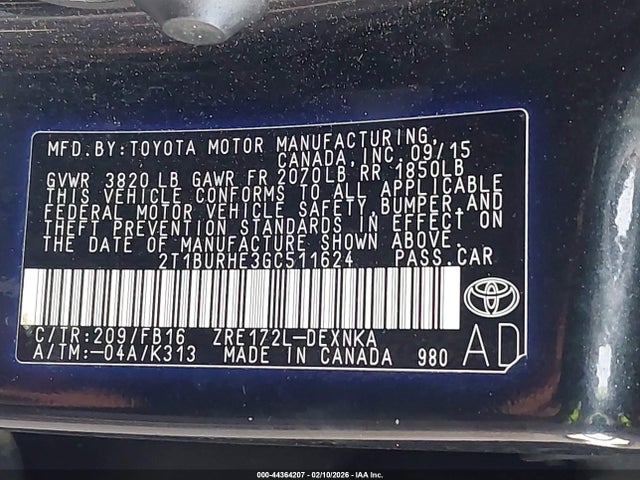 MFD.BY:TOYOTA MOTOR MANUFACTURING,
CANADA,INC. 09/15
GVWR 3820 LB GAWR FR 2070LB RR 1850LB
THIS VEHICLE CONFORMS TO ALL APPLICABLE
FEDERAL MOTOR VEHICLE SAFETY,BUMPER,AND
THEFT PREVENTION STANDARDS IN EFFECT ON
THE DATE OF MANUFACTURE SHOWN ABOVE.
2T1BURHE3GC511624 PASS.CAR
C/TR:209/FB16 ZRE172L-DEXNKA
A/TM:-04A/K313 MADE IN CANADA 980
AD
000-44364207 - 02/10/2026 - IAA Inc.